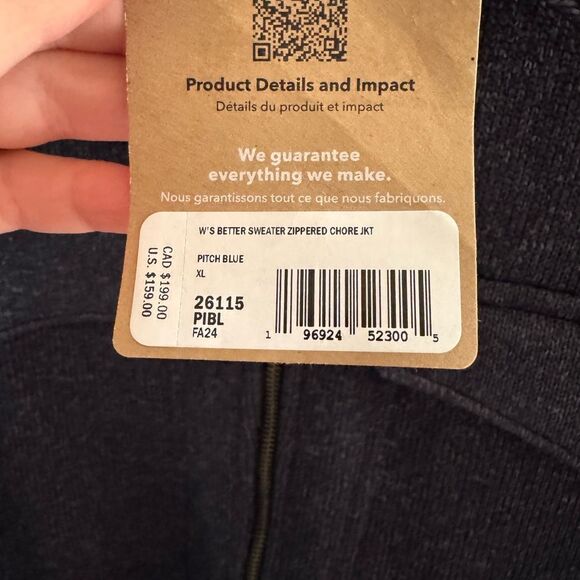 Product Details and Impact
Détails du produit et impact
We guarantee
everything we make.
Nous garantissons tout ce que nous fabriquons.
W'S BETTER SWEATER ZIPPERED CHORE JKT
PITCH BLUE
XL
CAD $199.00
U.S. $159.00
26115
PIBL
FA24
1 96924 52300 5